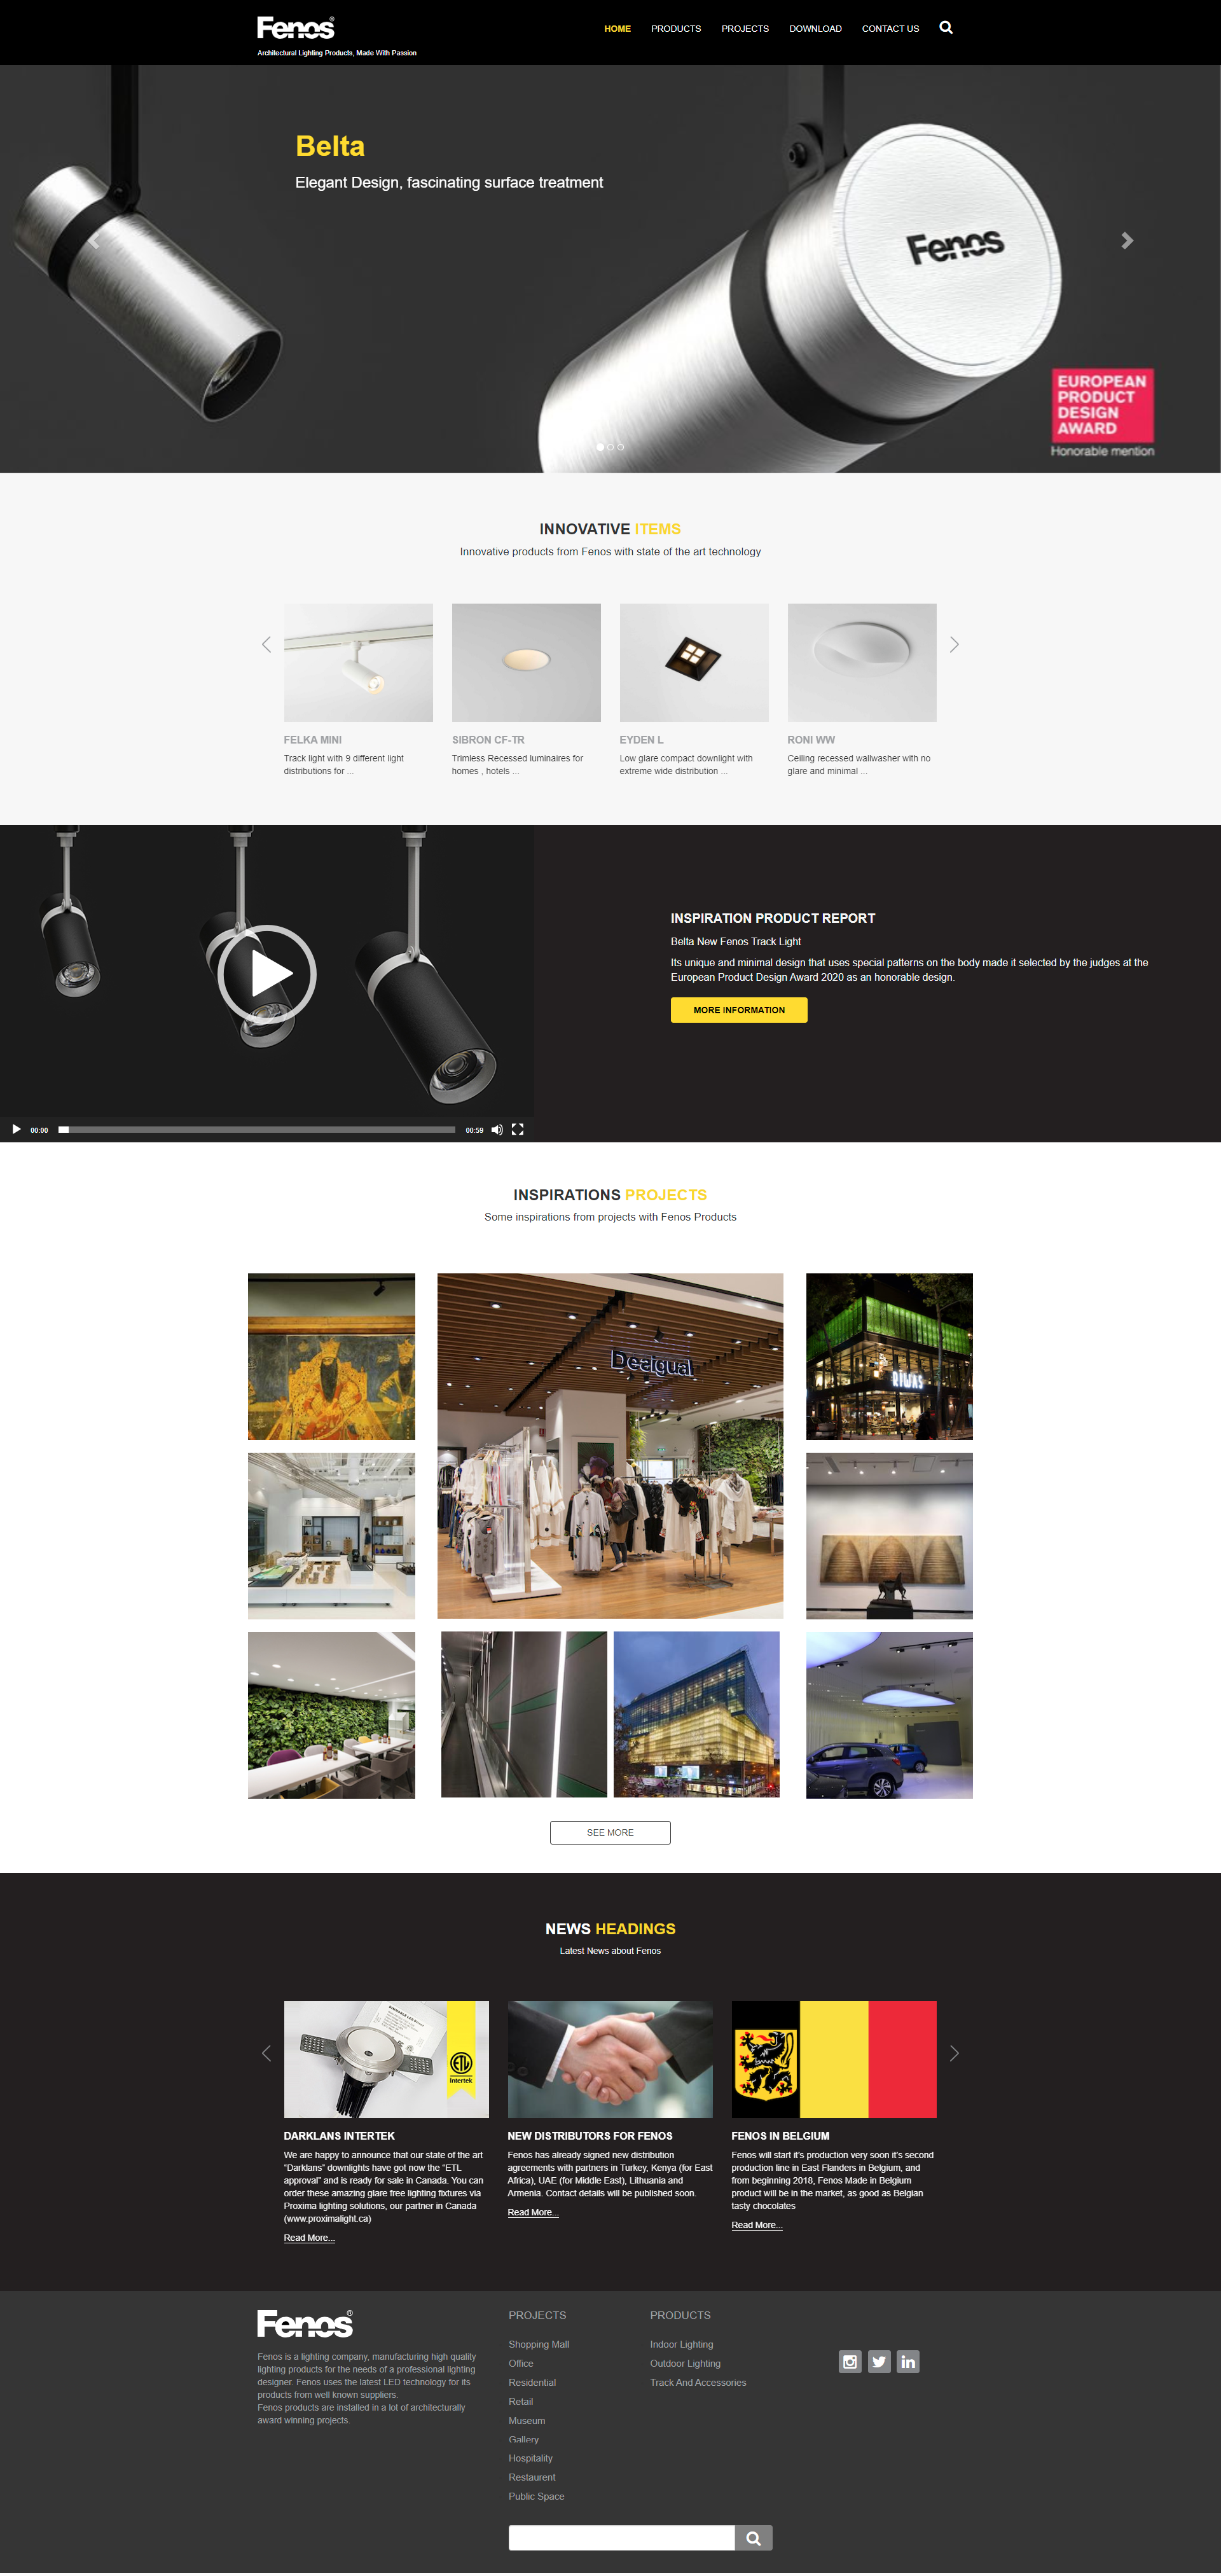 Fenos®
Architectural Lighting Products, Made With Passion
HOME PRODUCTS PROJECTS DOWNLOAD CONTACT US
Belta
Elegant Design, fascinating surface treatment
Fenos
EUROPEAN
PRODUCT
DESIGN
AWARD
Honorable mention
INNOVATIVE ITEMS
Innovative products from Fenos with state of the art technology
FELKA MINI
Track light with 9 different light
distributions for ...
SIBRON CF-TR
Trimless Recessed luminaires for
homes , hotels ...
EYDEN L
Low glare compact downlight with
extreme wide distribution ...
RONI WW
Ceiling recessed wallwasher with no
glare and minimal ...
INSPIRATION PRODUCT REPORT
Belta New Fenos Track Light
Its unique and minimal design that uses special patterns on the body made it selected by the judges at the
European Product Design Award 2020 as an honorable design.
MORE INFORMATION
00:00 00:59
INSPIRATIONS PROJECTS
Some inspirations from projects with Fenos Products
Desigual
RIWAS
SEE MORE
NEWS HEADINGS
Latest News about Fenos
ETL
Intertek
DARKLANS INTERTEK
We are happy to announce that our state of the art
“Darklans” downlights have got now the “ETL
approval” and is ready for sale in Canada. You can
order these amazing glare free lighting fixtures via
Proxima lighting solutions, our partner in Canada
(www.proximalight.ca)
Read More...
NEW DISTRIBUTORS FOR FENOS
Fenos has already signed new distribution
agreements with partners in Turkey, Kenya (for East
Africa), UAE (for Middle East), Lithuania and
Armenia. Contact details will be published soon.
Read More...
FENOS IN BELGIUM
Fenos will start it's production very soon it's second
production line in East Flanders in Belgium, and
from beginning 2018, Fenos Made in Belgium
product will be in the market, as good as Belgian
tasty chocolates
Read More...
Fenos®
Fenos is a lighting company, manufacturing high quality
lighting products for the needs of a professional lighting
designer. Fenos uses the latest LED technology for its
products from well known suppliers.
Fenos products are installed in a lot of architecturally
award winning projects.
PROJECTS
Shopping Mall
Office
Residential
Retail
Museum
Gallery
Hospitality
Restaurent
Public Space
PRODUCTS
Indoor Lighting
Outdoor Lighting
Track And Accessories
in